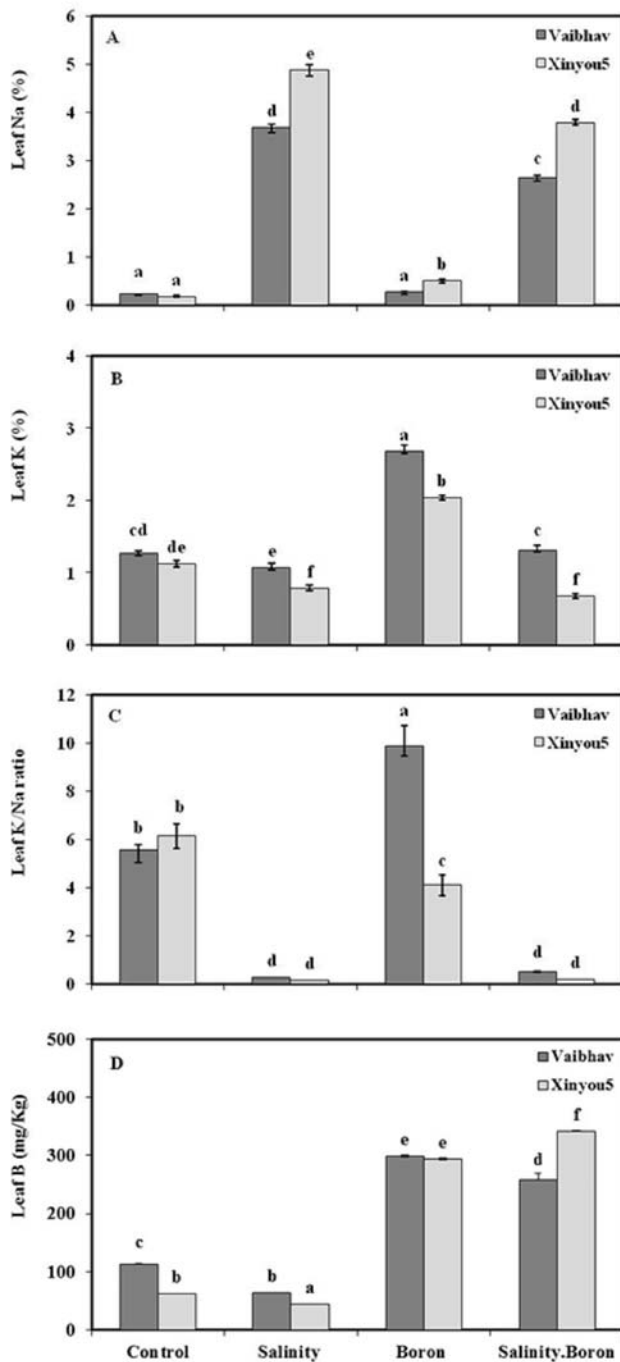 A
Vaibhav
Xinyou5
Leaf Na (%)
6
5
4
3
2
1
0
a a d e a b c d
B
Vaibhav
Xinyou5
Leaf K (%)
4
3
2
1
0
cd de e f a b c f
C
Vaibhav
Xinyou5
Leaf K/Na ratio
12
10
8
6
4
2
0
b b d d a c d d
D
Vaibhav
Xinyou5
Leaf B (mg/Kg)
500
400
300
200
100
0
c b b a e e d f
Control Salinity Boron Salinity.Boron